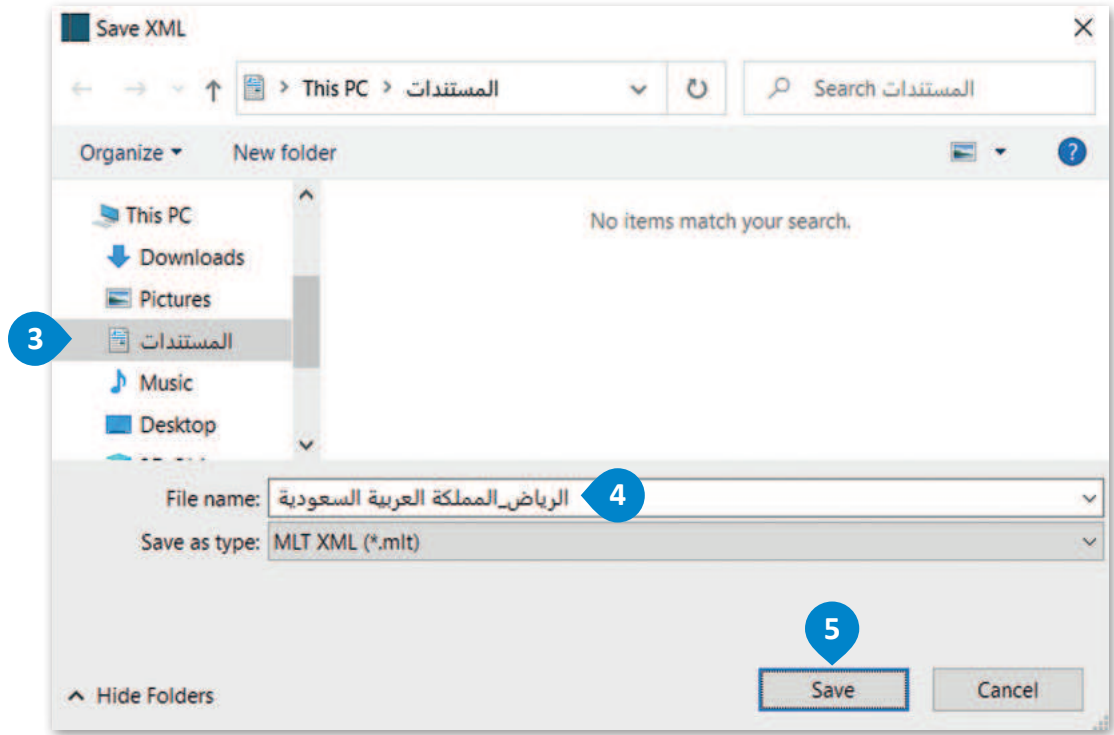 Save XML
This PC > المستندات
Search المستندات
Organize
New folder
?
This PC
Downloads
Pictures
3
المستندات
Music
Desktop
No items match your search.
File name: الرياض_المملكة العربية السعودية
4
Save as type: MLT XML (*.mlt)
5
Hide Folders
Save
Cancel